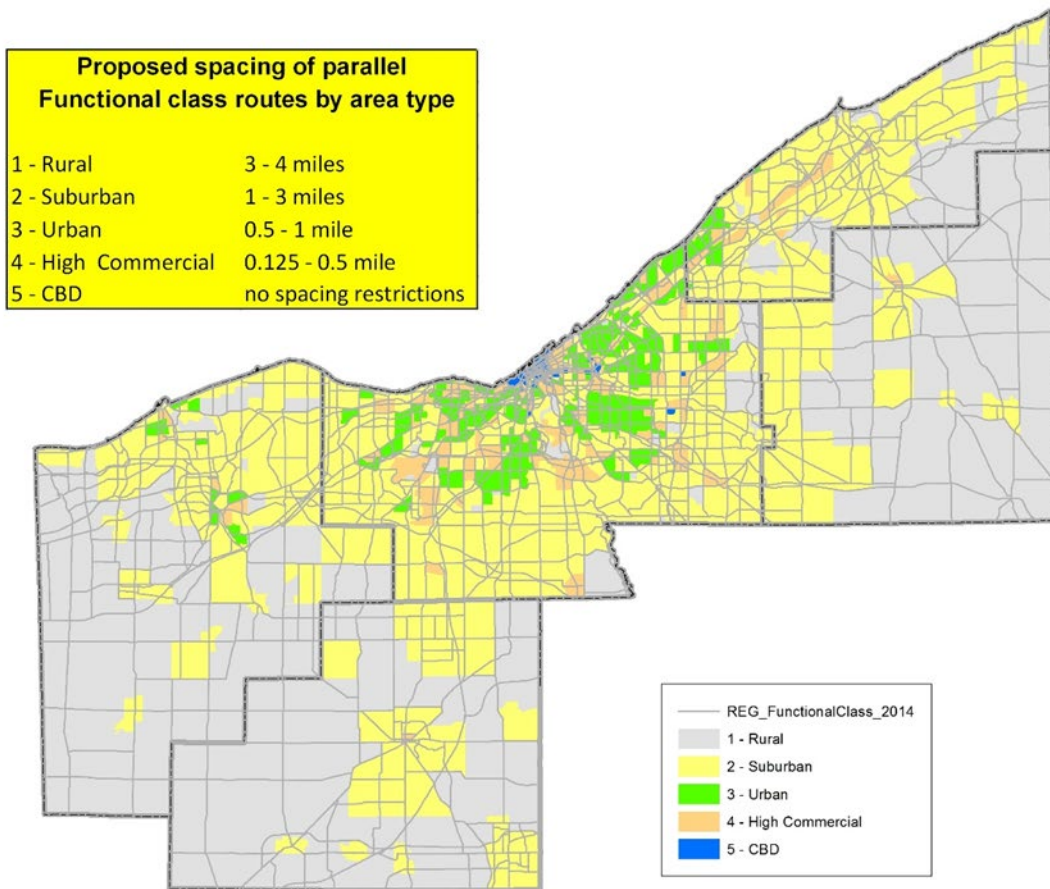 Proposed spacing of parallel
Functional class routes by area type
1 - Rural 3 - 4 miles
2 - Suburban 1 - 3 miles
3 - Urban 0.5 - 1 mile
4 - High Commercial 0.125 - 0.5 mile
5 - CBD no spacing restrictions
REG_FunctionalClass_2014
1 - Rural
2 - Suburban
3 - Urban
4 - High Commercial
5 - CBD